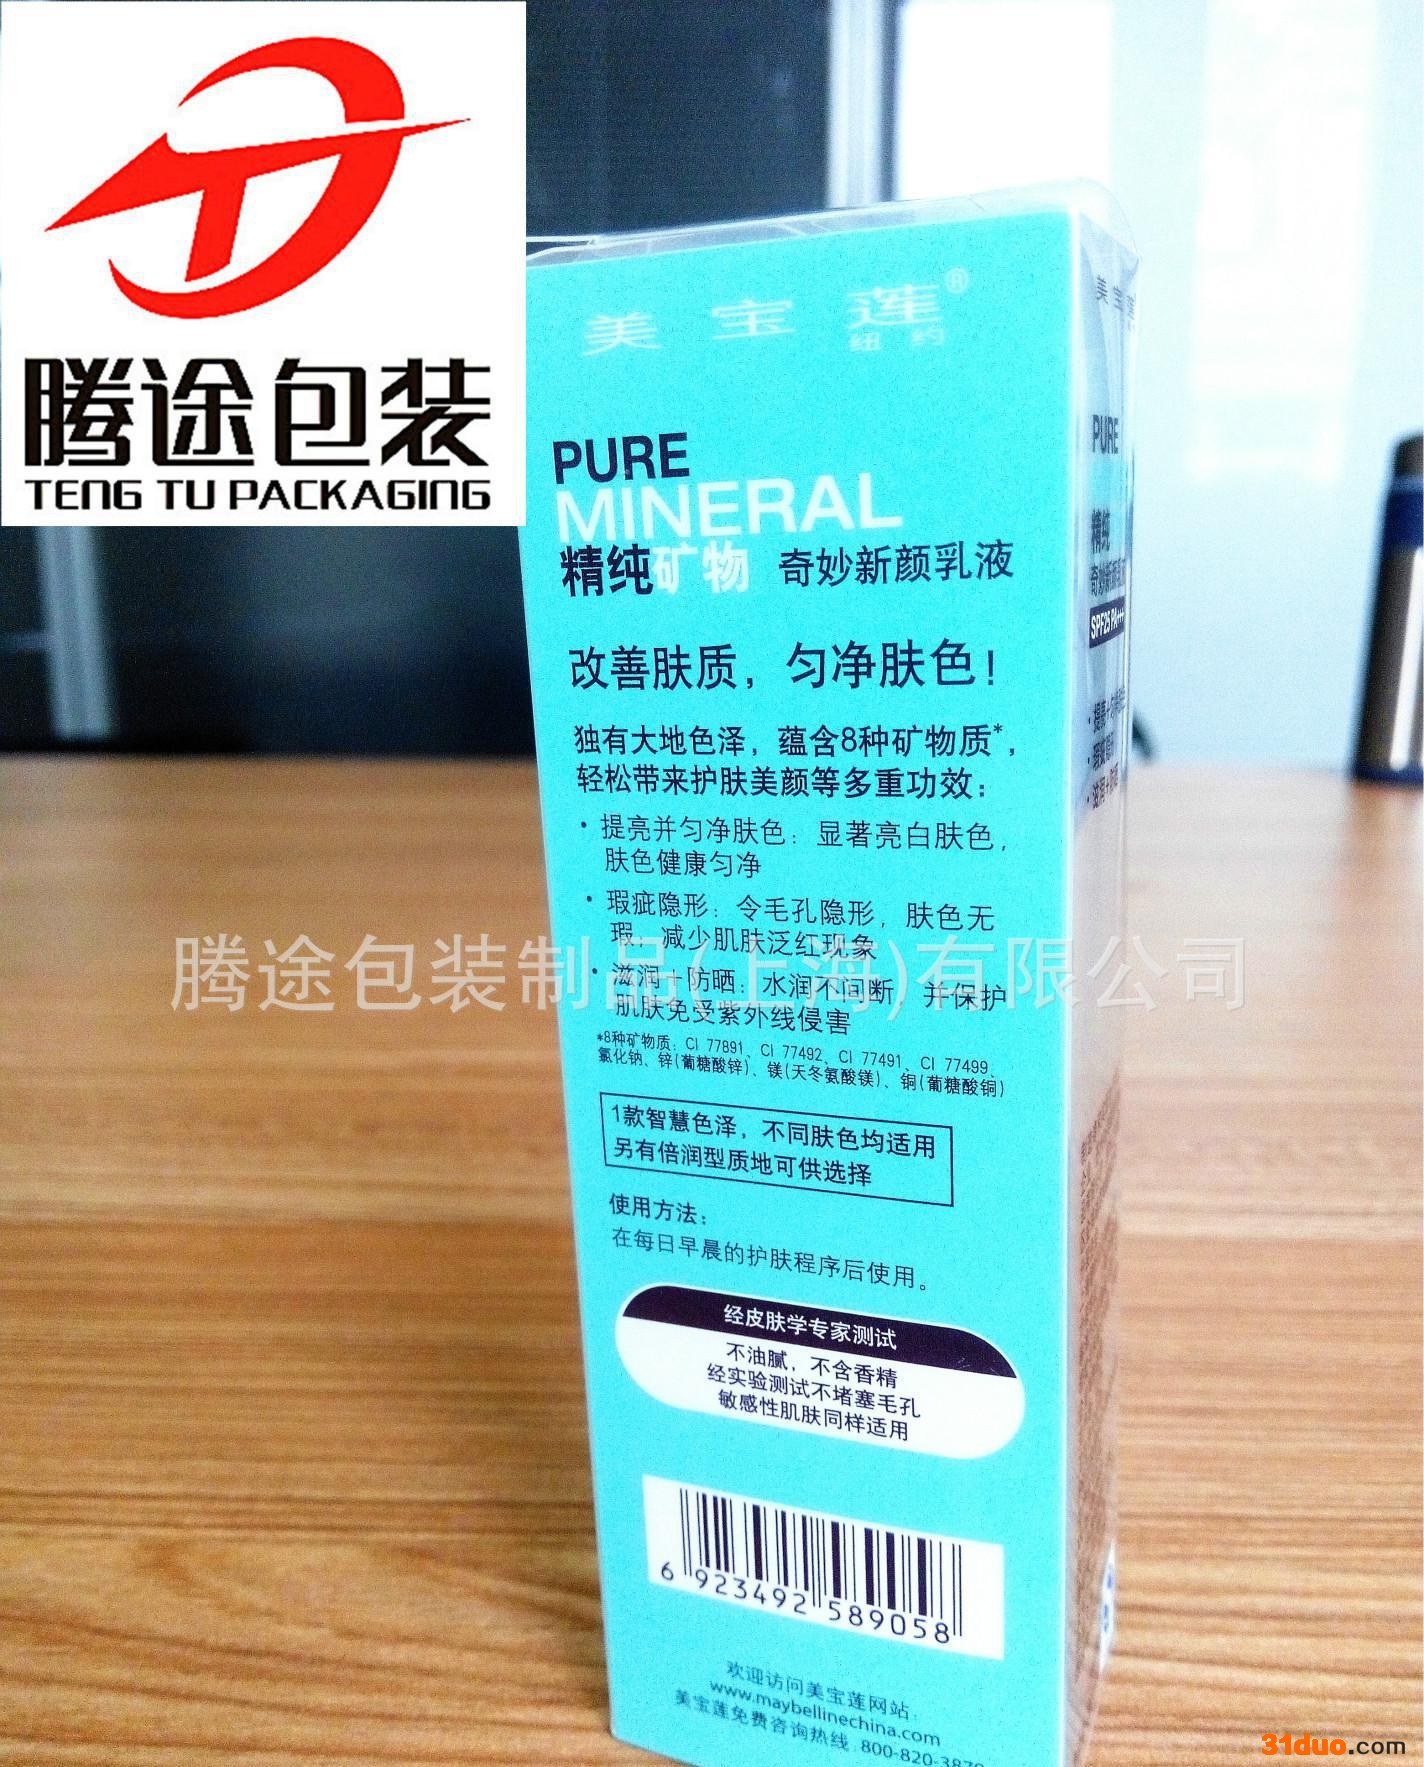 腾途包装
TENG TU PACKAGING
美宝莲®
纽约
PURE
MINERAL
精纯矿物 奇妙新颜乳液
改善肤质，匀净肤色！
独有大地色泽，蕴含8种矿物质*，
轻松带来护肤美颜等多重功效：
· 提亮并匀净肤色：显著亮白肤色，
肤色健康匀净
· 瑕疵隐形：令毛孔隐形，肤色无
瑕，减少肌肤泛红现象
· 滋润＋防晒：水润不间断，并保护
肌肤免受紫外线侵害
*8种矿物质：CI 77891、CI 77492、CI 77491、CI 77499、
氯化钠、锌(葡糖酸锌)、镁(天冬氨酸镁)、铜(葡糖酸铜)
1款智慧色泽，不同肤色均适用
另有倍润型质地可供选择
使用方法：
在每日早晨的护肤程序后使用。
经皮肤学专家测试
不油腻，不含香精
经实验测试不堵塞毛孔
敏感性肌肤同样适用
6 923492 589058
欢迎访问美宝莲网站：
www.maybellinechina.com
美宝莲免费咨询热线 800-820-387
美宝莲
PURE
精纯
奇妙新颜乳
SPF25 PA+++
腾途包装制品(上海)有限公司
31duo.com